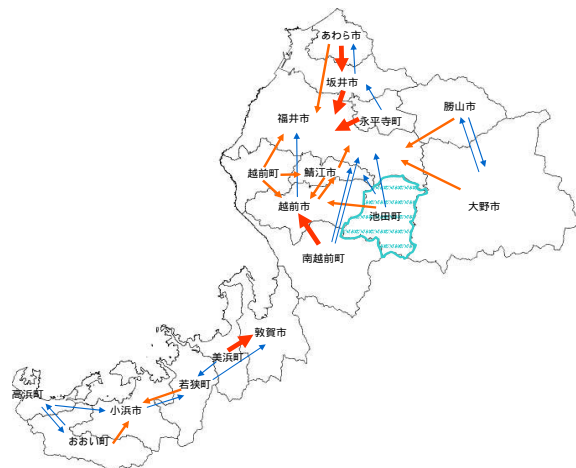 あわら市
坂井市
勝山市
福井市
永平寺町
越前町
鯖江市
越前市
池田町
大野市
南越前町
敦賀市
美浜町
若狭町
高浜町
小浜市
おおい町